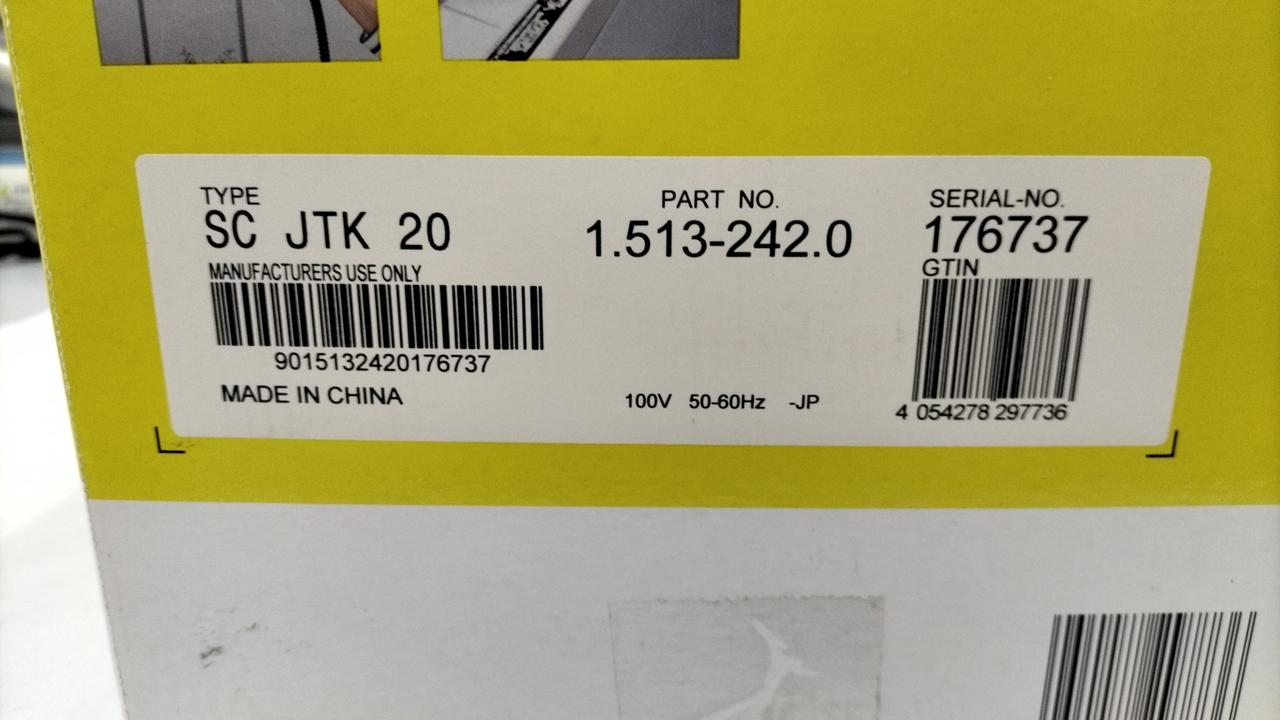 TYPE
SC JTK 20
MANUFACTURERS USE ONLY
9015132420176737
MADE IN CHINA
PART NO.
1.513-242.0
100V 50-60Hz -JP
SERIAL-NO.
176737
GTIN
4 054278 297736